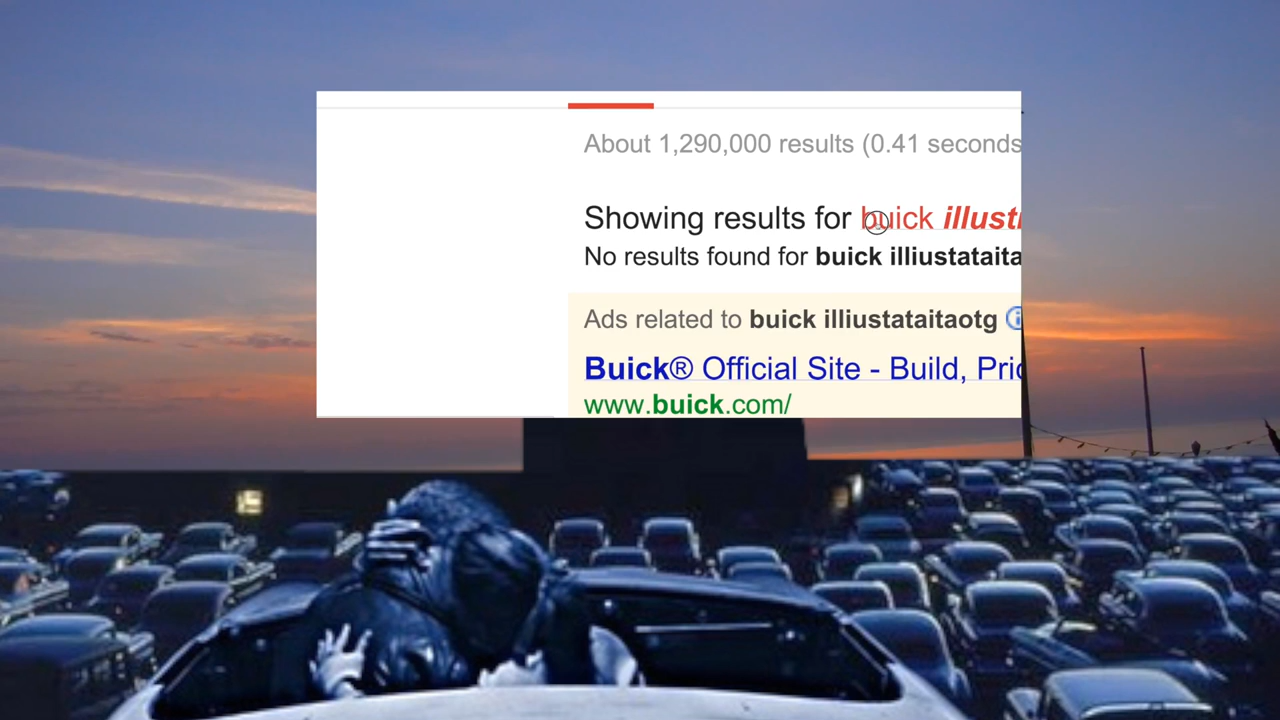 About 1,290,000 results (0.41 seconds
Showing results for buick illustr
No results found for buick illiustataita
Ads related to buick illiustataitaotg
Buick® Official Site - Build, Pric
www.buick.com/